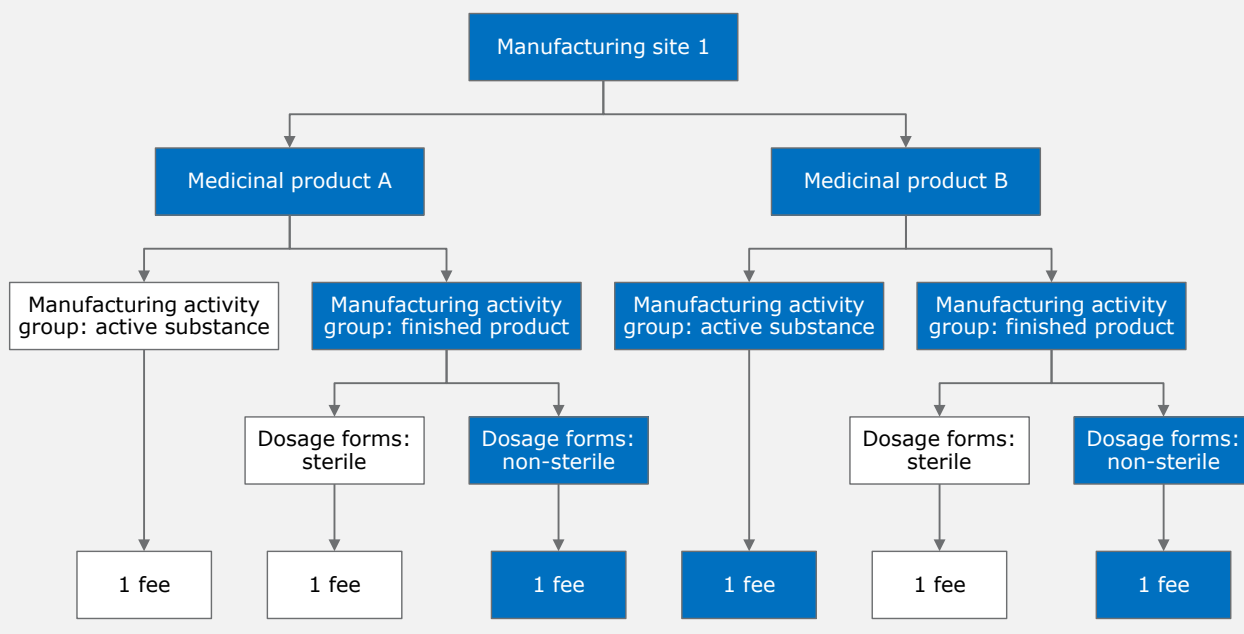 Manufacturing site 1
Medicinal product A
Medicinal product B
Manufacturing activity
group: active substance
Manufacturing activity
group: finished product
Manufacturing activity
group: active substance
Manufacturing activity
group: finished product
Dosage forms:
sterile
Dosage forms:
non-sterile
Dosage forms:
sterile
Dosage forms:
non-sterile
1 fee
1 fee
1 fee
1 fee
1 fee
1 fee